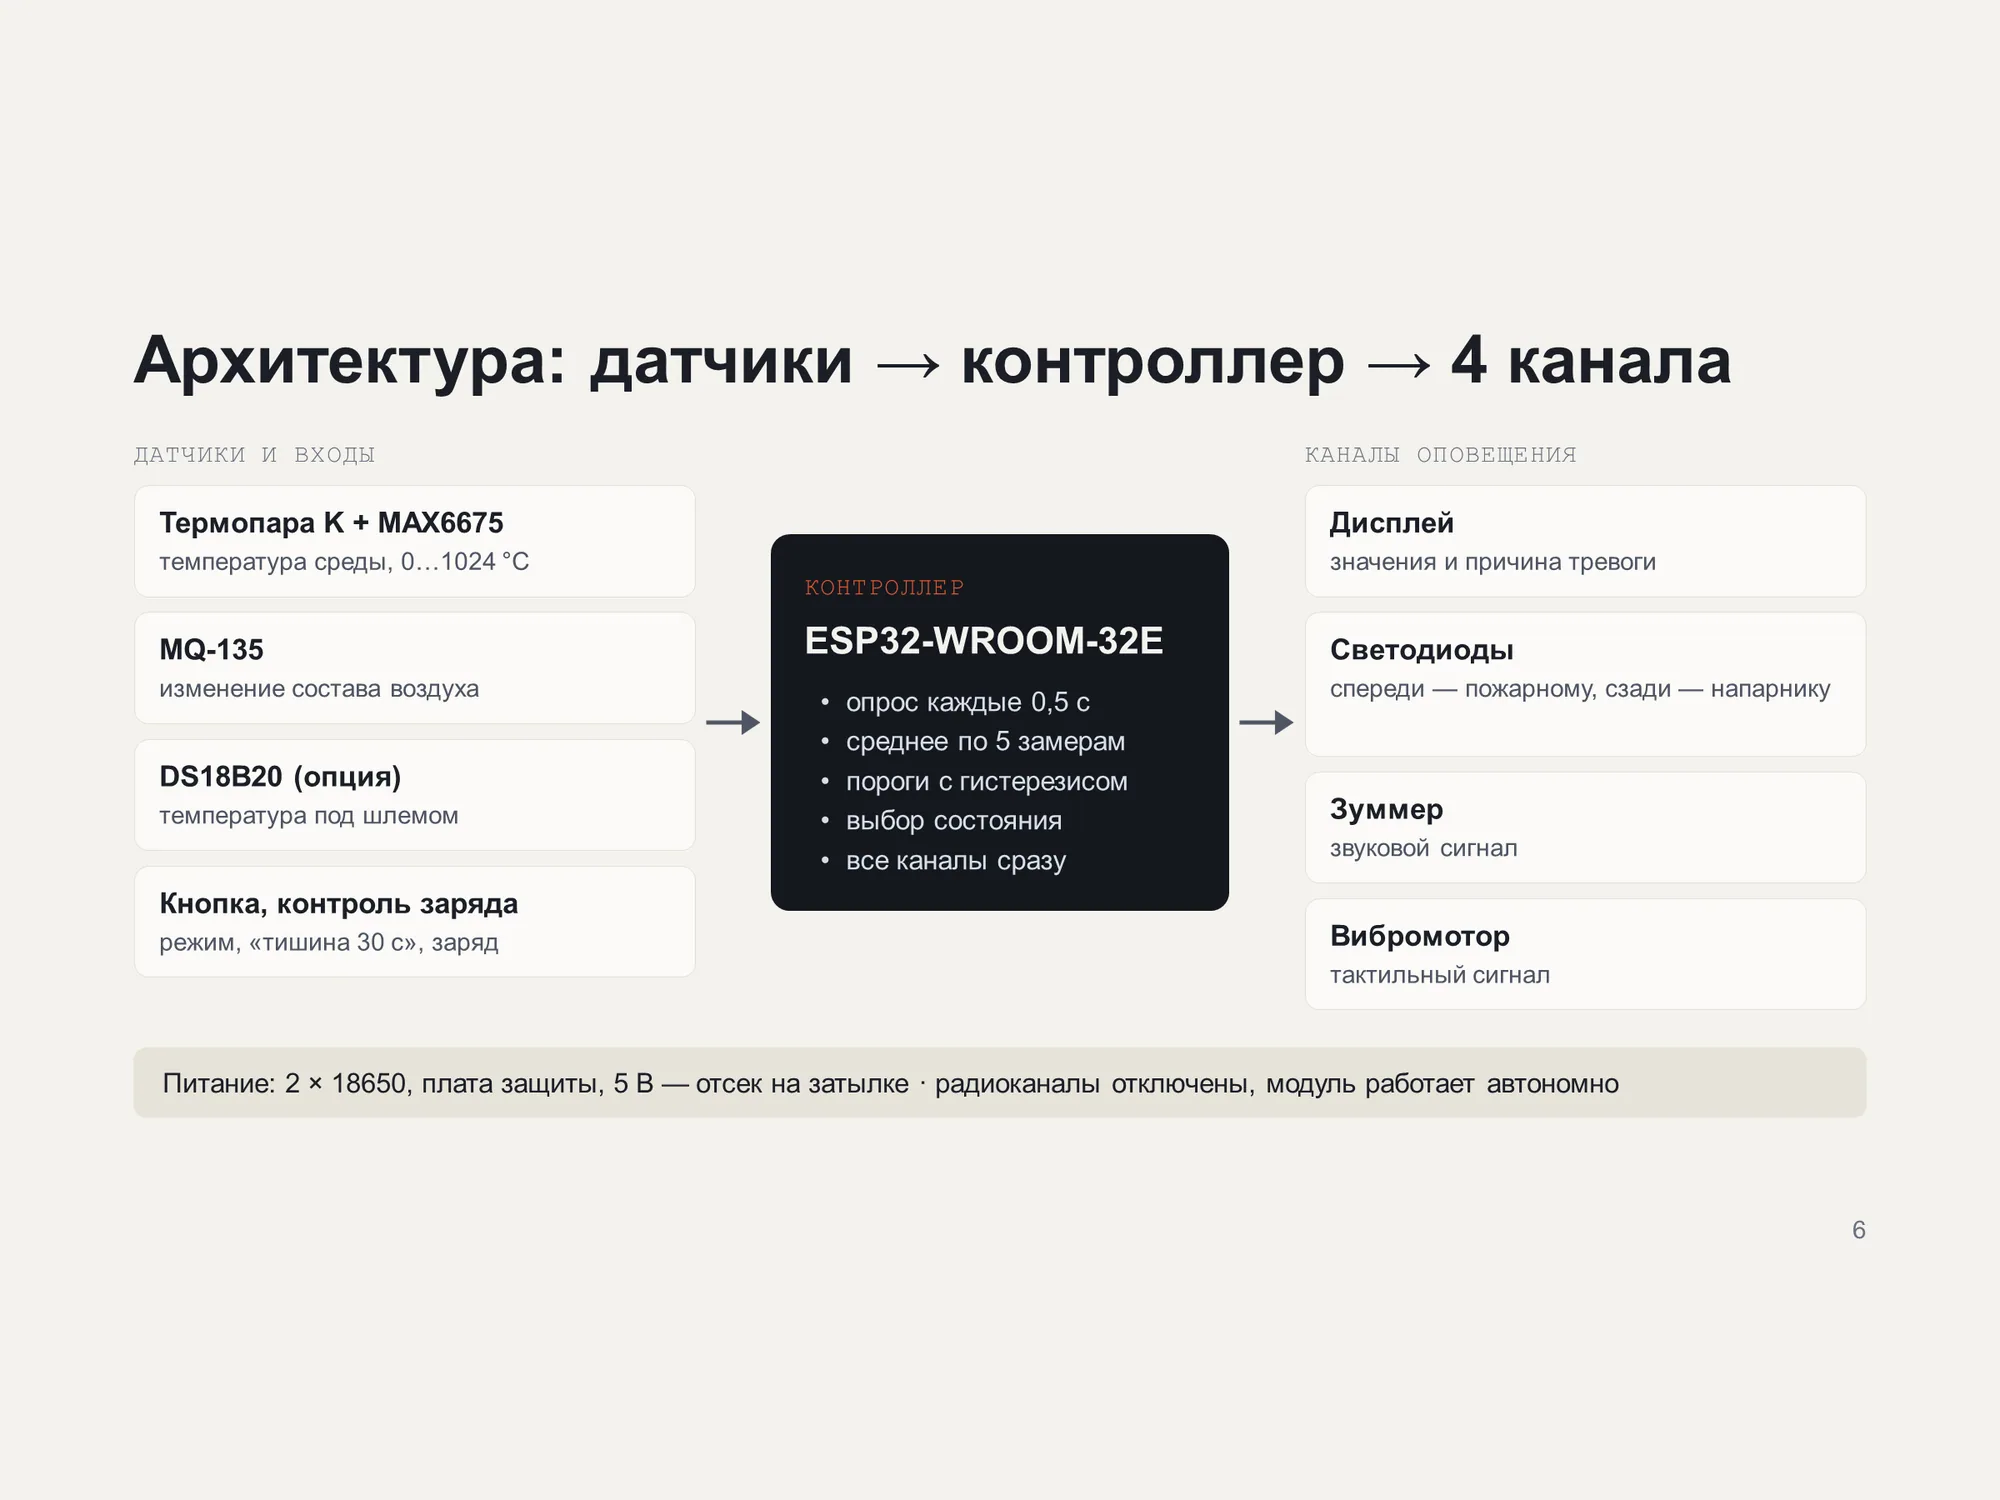 Архитектура: датчики → контроллер → 4 канала
ДАТЧИКИ И ВХОДЫ
Термопара K + MAX6675
температура среды, 0…1024 °C
MQ-135
изменение состава воздуха
DS18B20 (опция)
температура под шлемом
Кнопка, контроль заряда
режим, «тишина 30 с», заряд
КОНТРОЛЛЕР
ESP32-WROOM-32E
• опрос каждые 0,5 с
• среднее по 5 замерам
• пороги с гистерезисом
• выбор состояния
• все каналы сразу
КАНАЛЫ ОПОВЕЩЕНИЯ
Дисплей
значения и причина тревоги
Светодиоды
спереди — пожарному, сзади — напарнику
Зуммер
звуковой сигнал
Вибромотор
тактильный сигнал
Питание: 2 × 18650, плата защиты, 5 В — отсек на затылке · радиоканалы отключены, модуль работает автономно
6